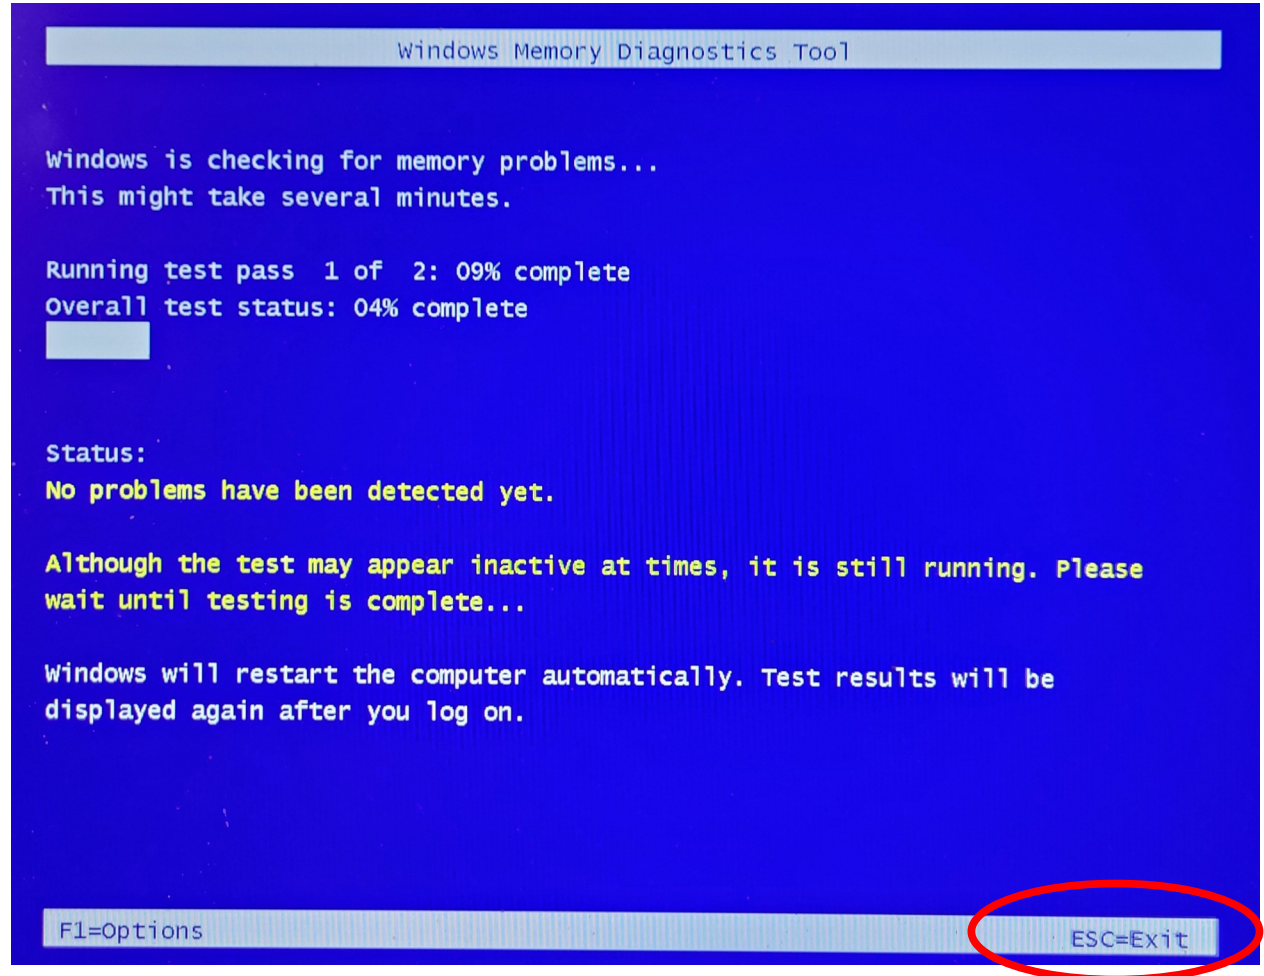 Windows Memory Diagnostics Tool
Windows is checking for memory problems...
This might take several minutes.
Running test pass  1 of  2: 09% complete
Overall test status: 04% complete
Status:
No problems have been detected yet.
Although the test may appear inactive at times, it is still running. Please
wait until testing is complete...
Windows will restart the computer automatically. Test results will be
displayed again after you log on.
F1=Options
ESC=Exit